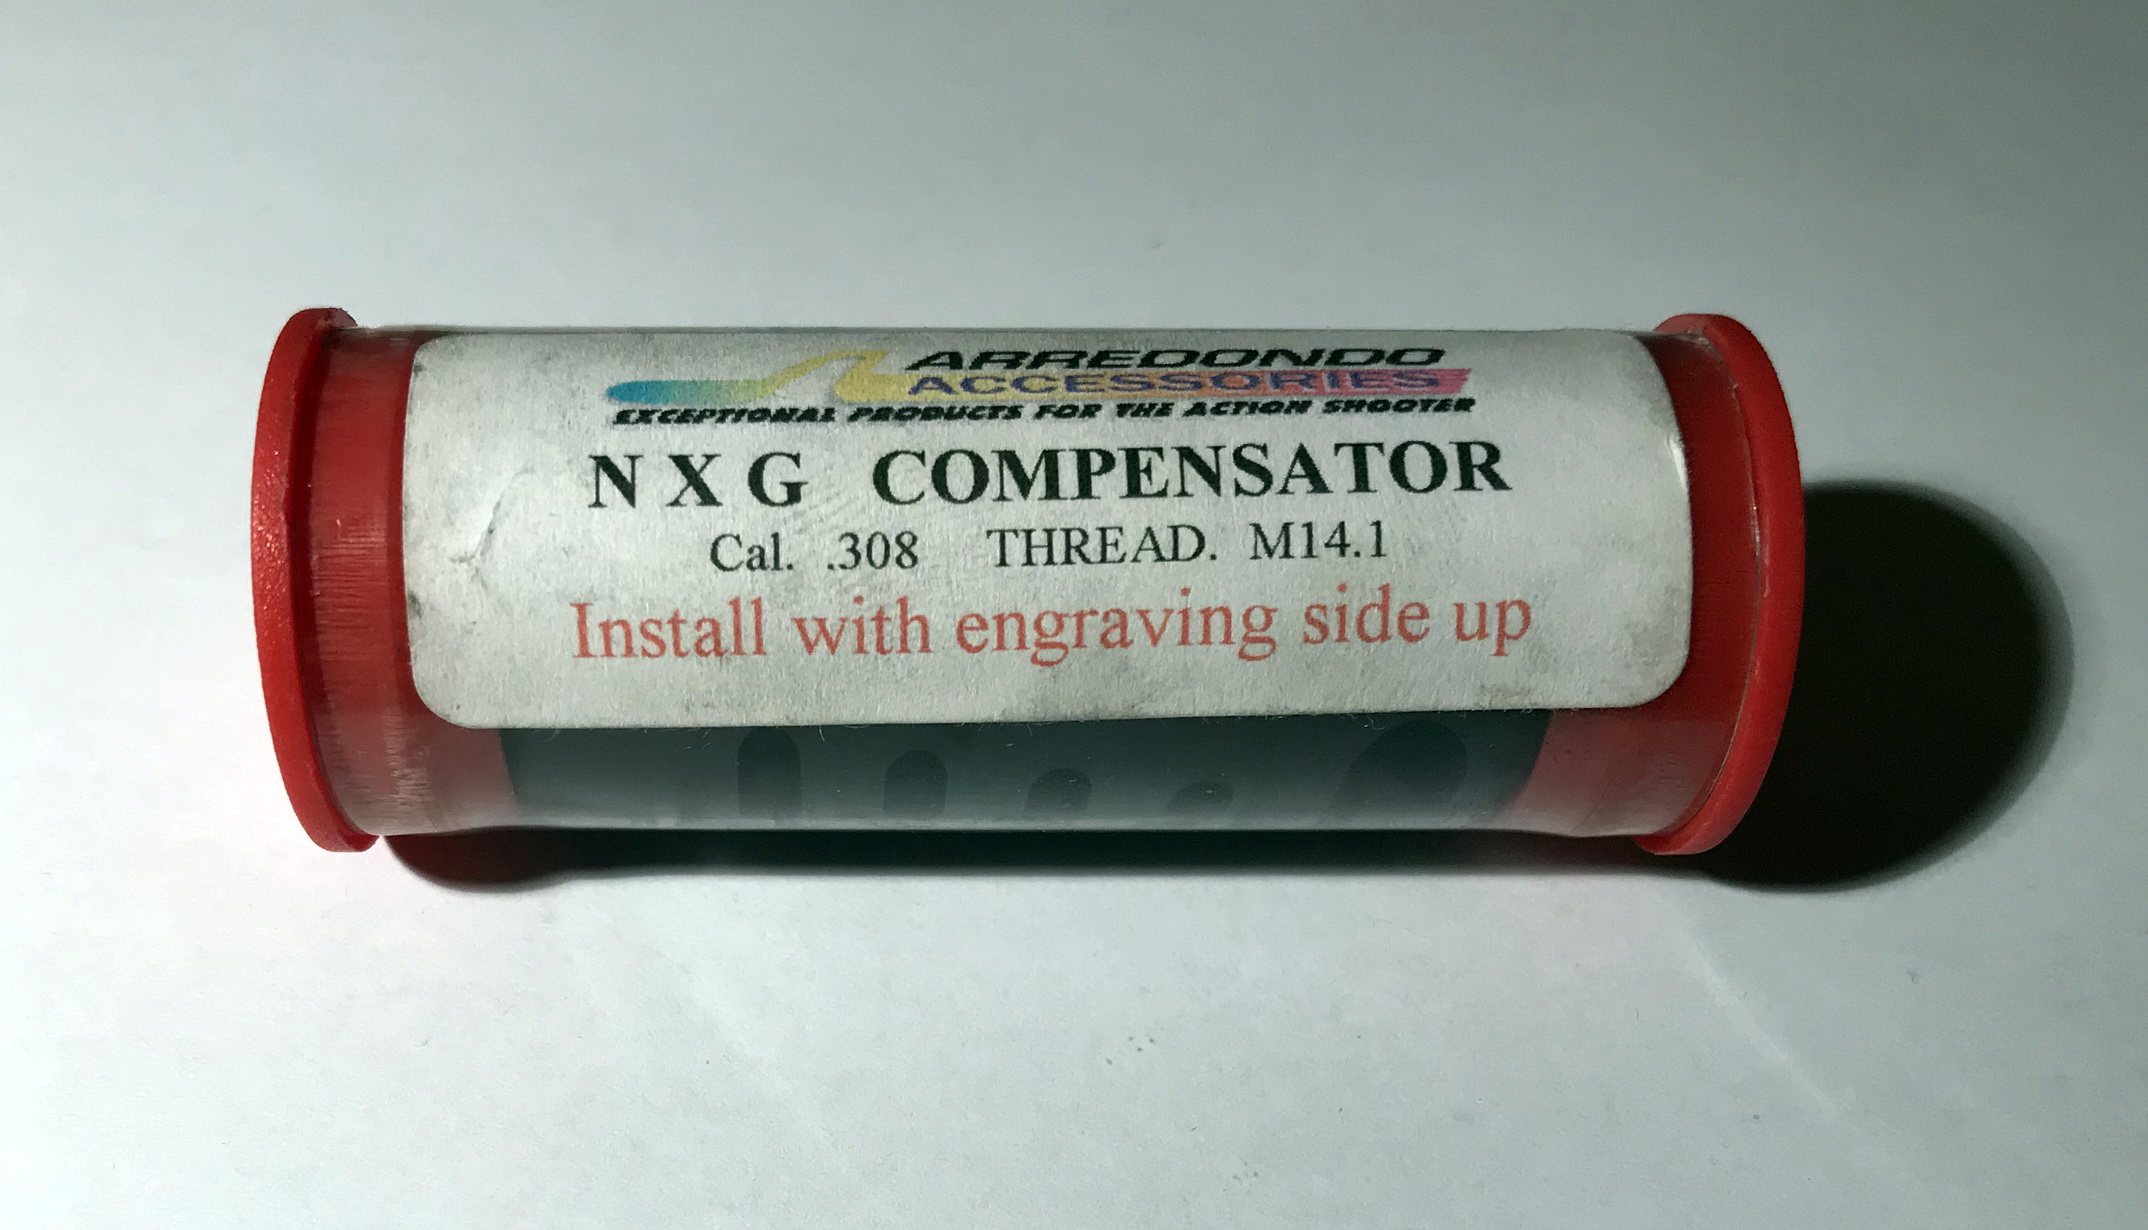 ARREDONDO
ACCESSORIES
EXCEPTIONAL PRODUCTS FOR THE ACTION SHOOTER
N X G COMPENSATOR
Cal. .308 THREAD. M14.1
Install with engraving side up